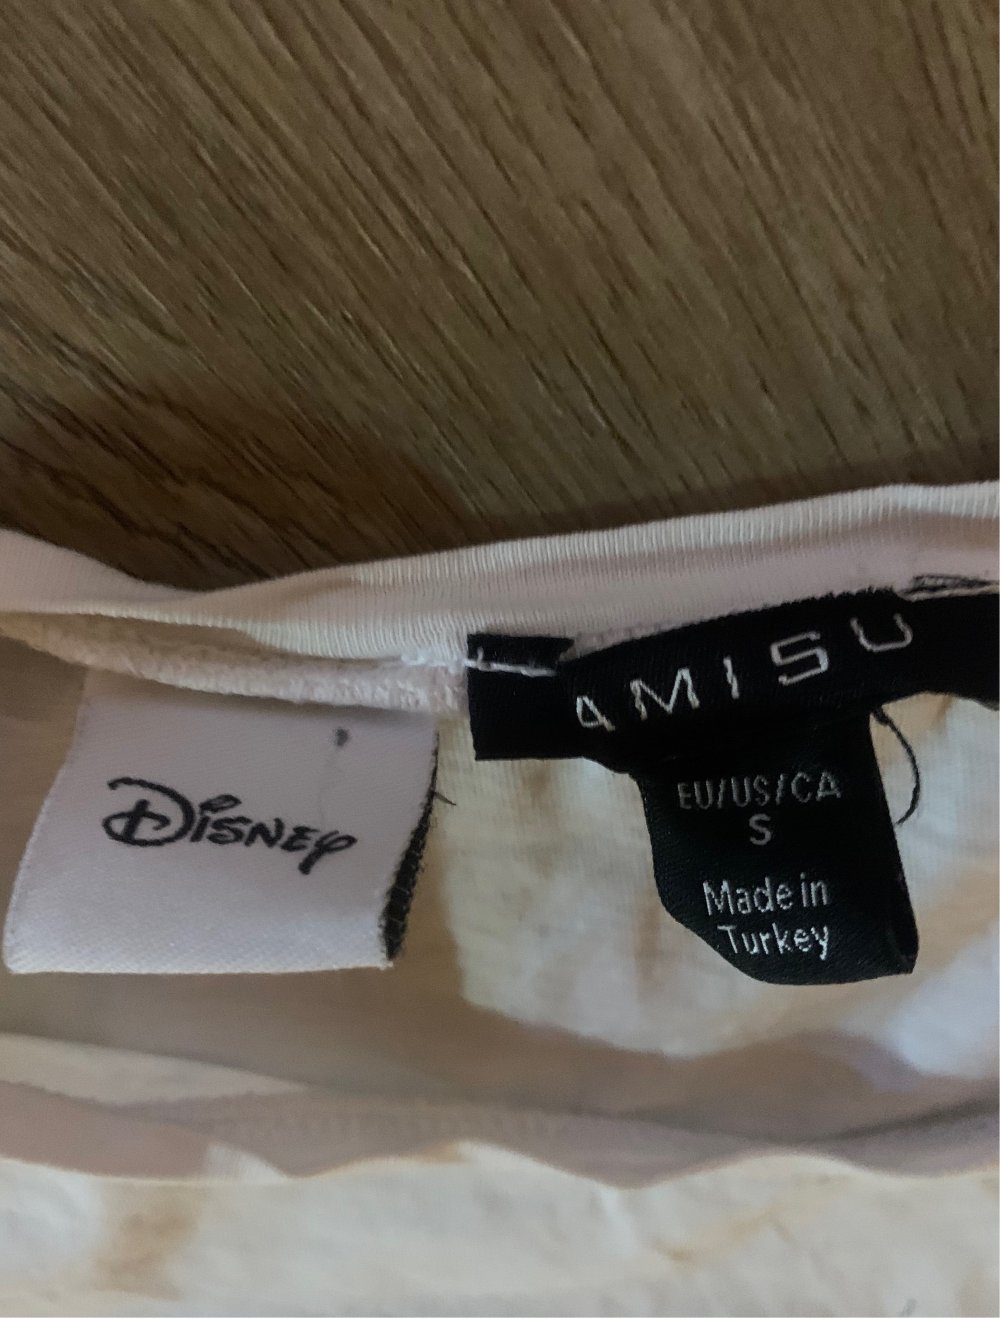 Disney
AMISU
EU/US/CA
S
Made in
Turkey